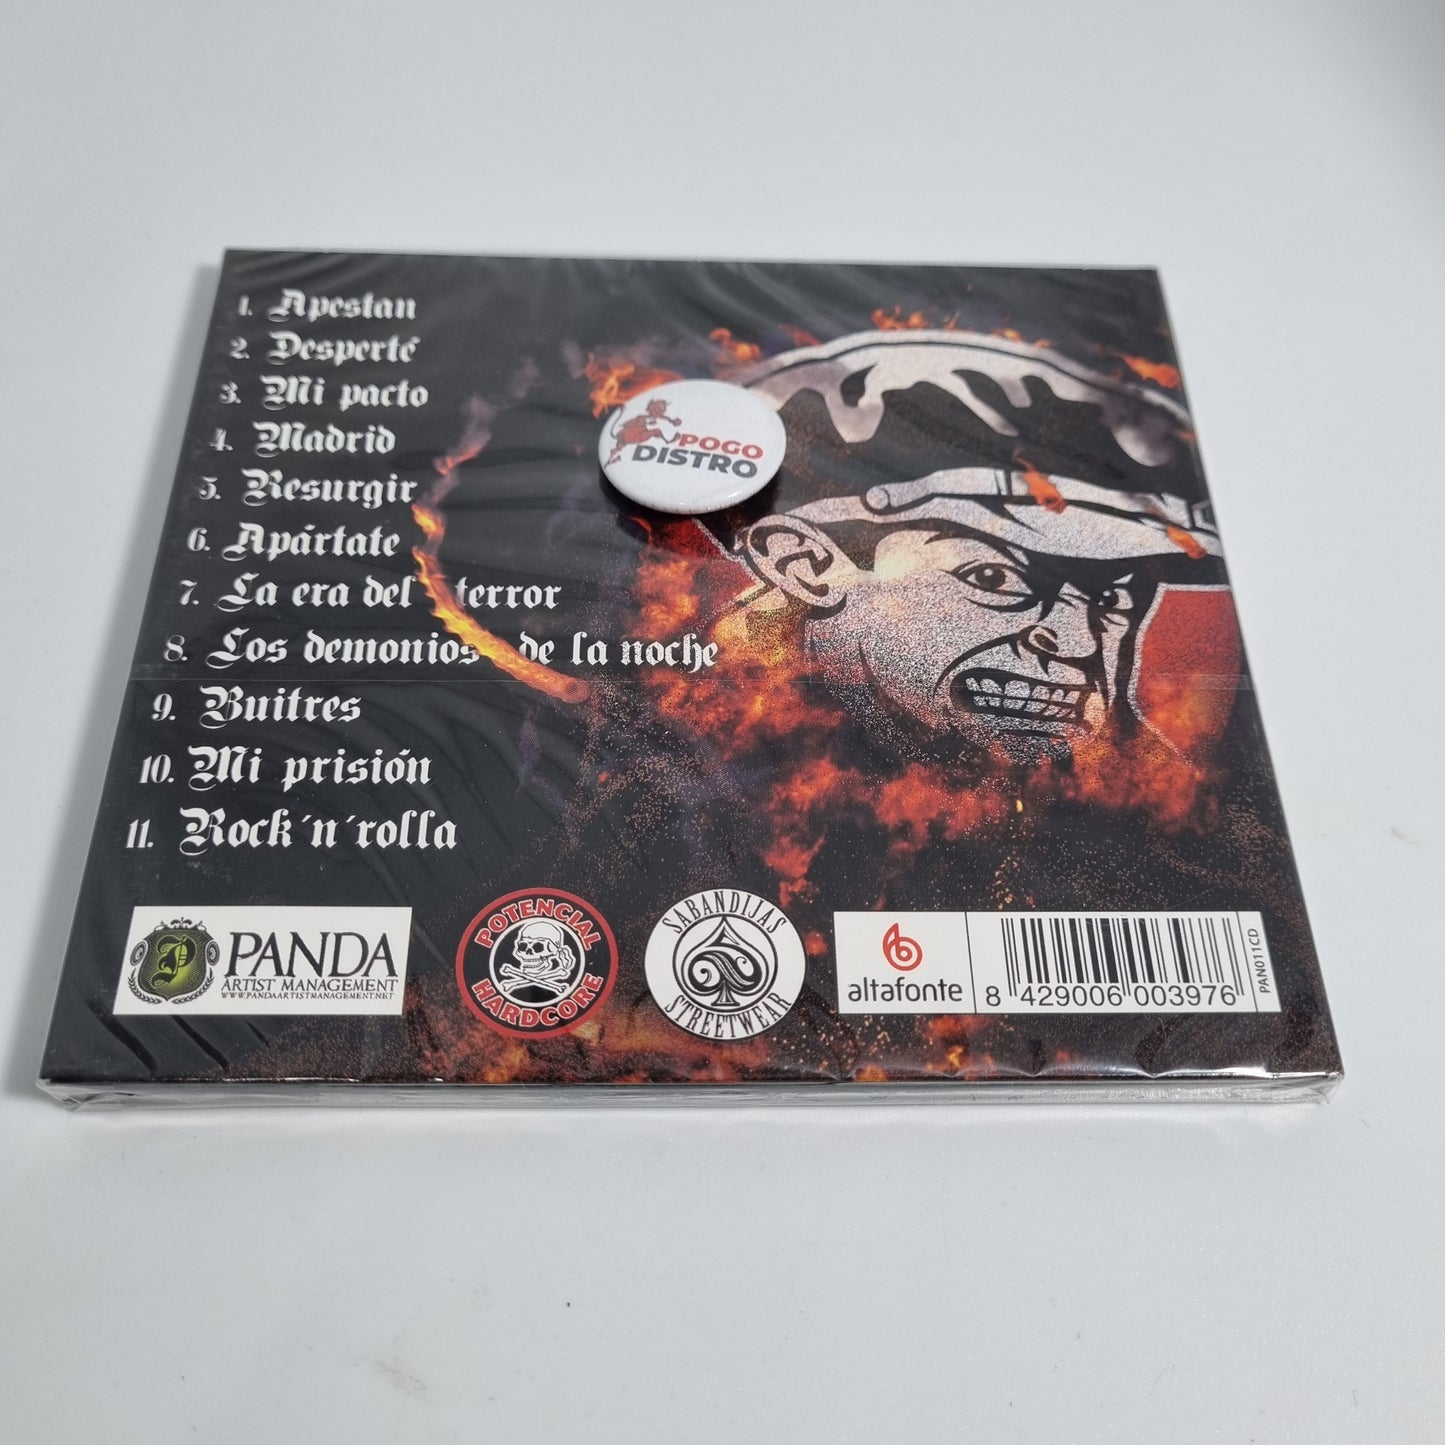 1. Apestan
2. Desperté
3. Mi pacto
4. Madrid
5. Resurgir
6. Apártate
7. La era del terror
8. Los demonios de la noche
9. Buitres
10. Mi prisión
11. Rock´n´rolla
POGO
DISTRO
PANDA
ARTIST MANAGEMENT
WWW.PANDAARTISTMANAGEMENT.NET
POTENCIAL
HARDCORE
SABANDIJAS
STREETWEAR
altafonte
8 429006 003976
PAN011CD